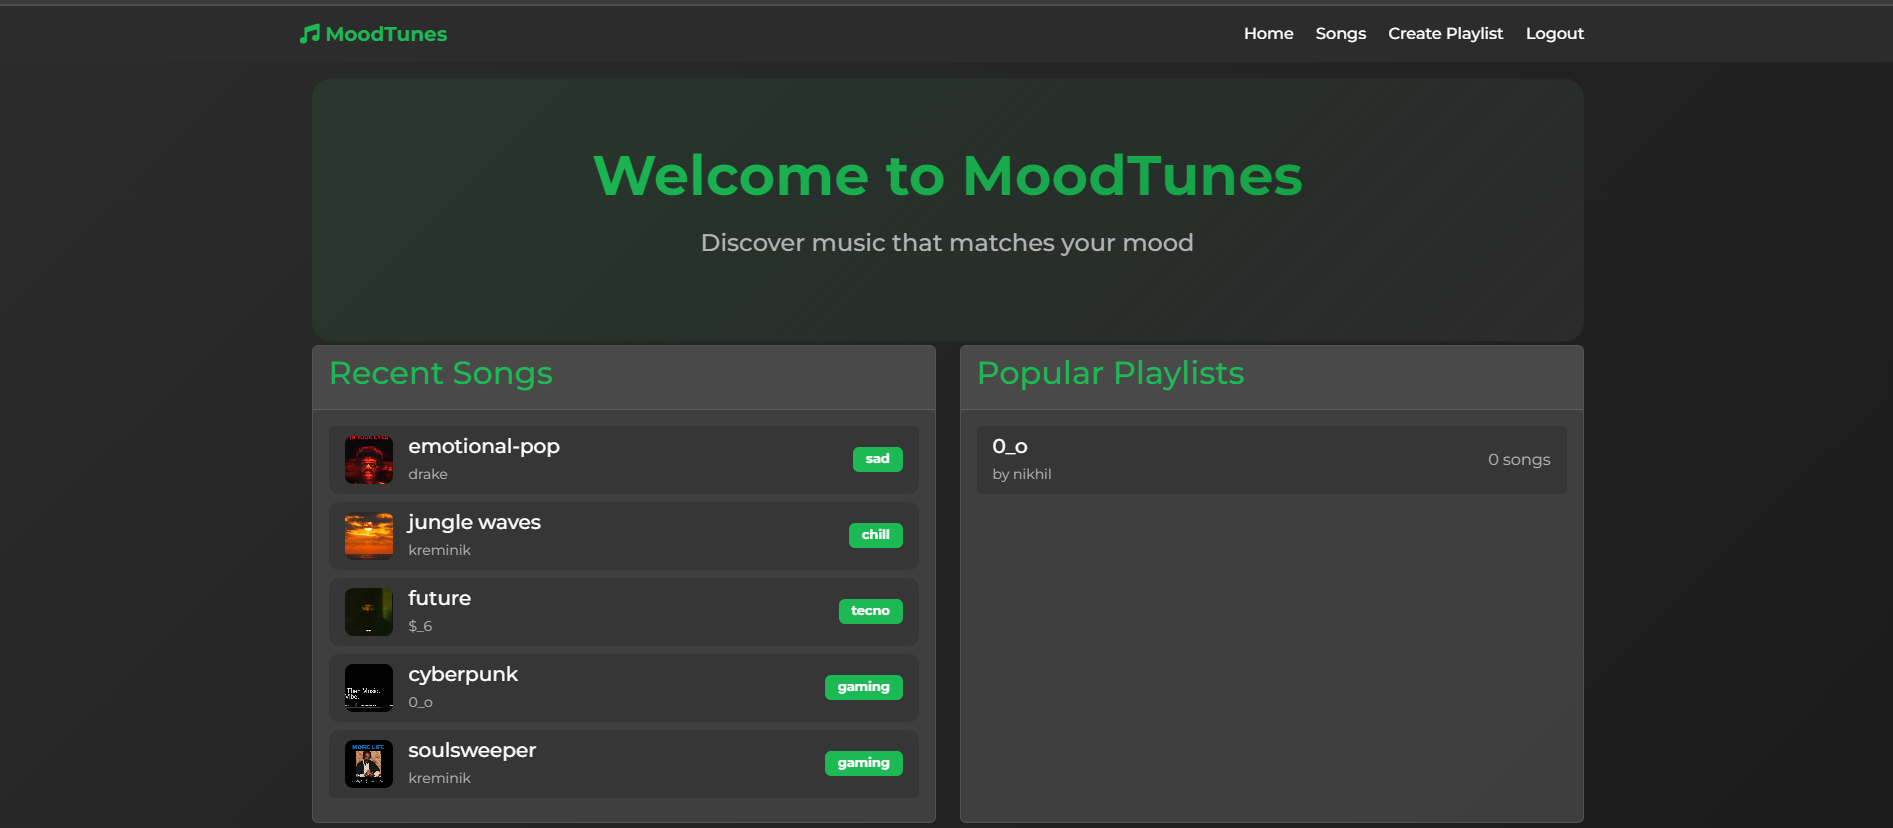 MoodTunes
Home Songs Create Playlist Logout
Welcome to MoodTunes
Discover music that matches your mood
Recent Songs
emotional-pop
drake
sad
jungle waves
kreminik
chill
future
$_6
tecno
cyberpunk
0_o
gaming
MORE LIFE
soulsweeper
kreminik
gaming
Popular Playlists
0_o
by nikhil
0 songs